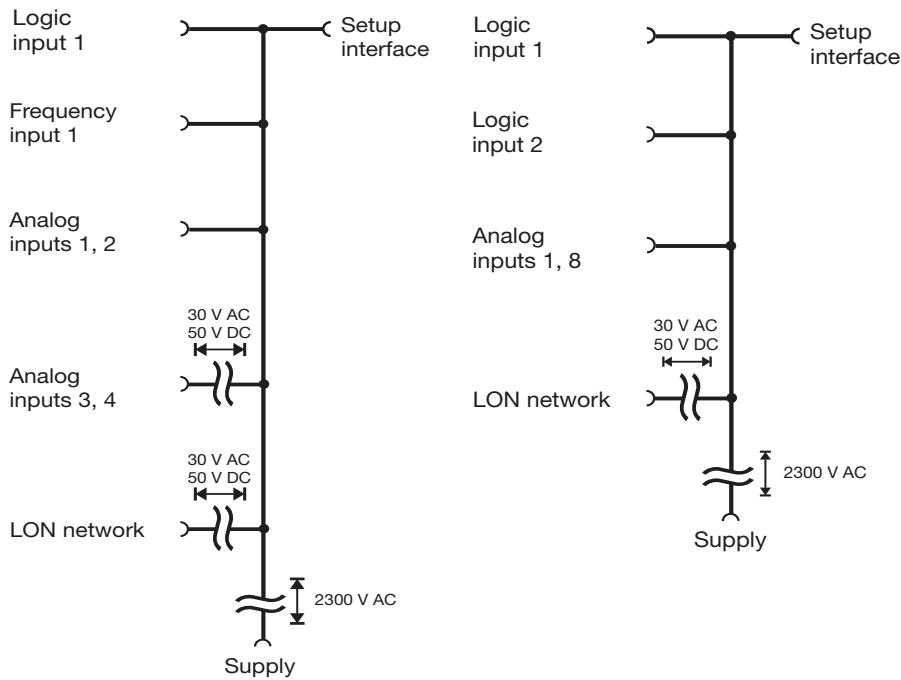 Logic
input 1
Setup
interface
Frequency
input 1
Analog
inputs 1, 2
30 V AC
50 V DC
Analog
inputs 3, 4
30 V AC
50 V DC
LON network
2300 V AC
Supply
Logic
input 1
Setup
interface
Logic
input 2
Analog
inputs 1, 8
30 V AC
50 V DC
LON network
2300 V AC
Supply